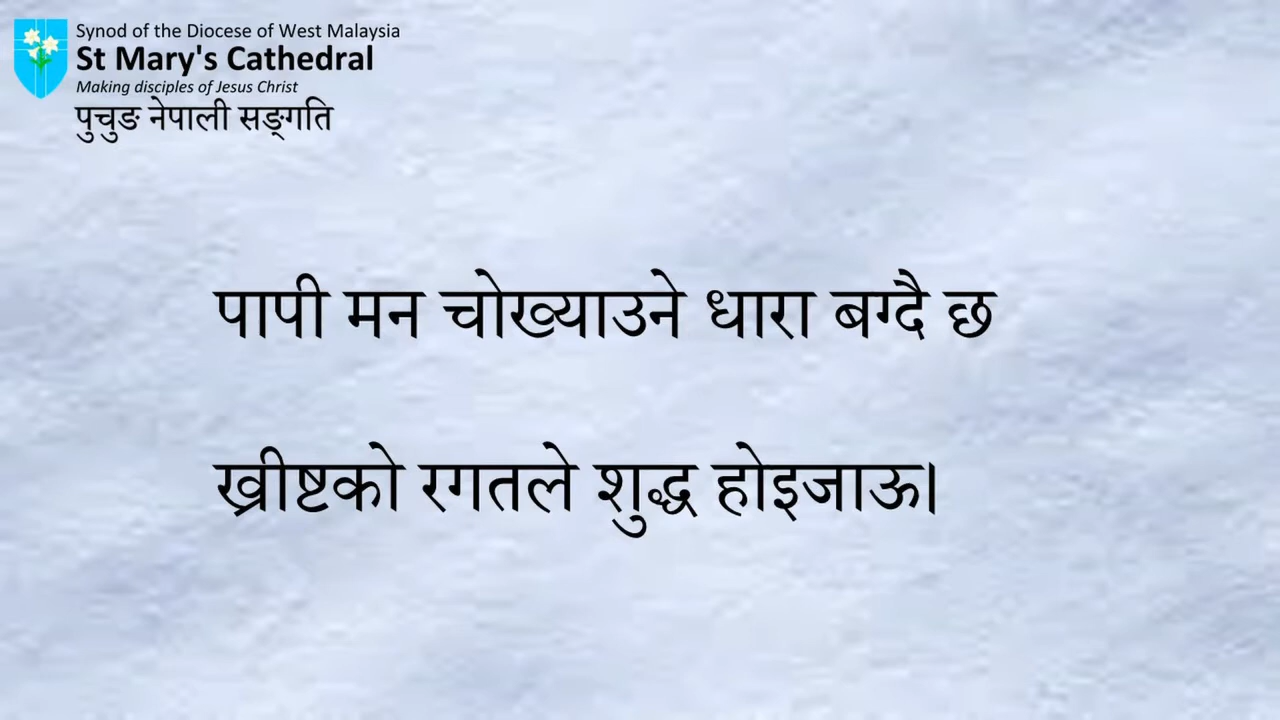 Synod of the Diocese of West Malaysia
St Mary's Cathedral
Making disciples of Jesus Christ
पुचुङ नेपाली सङ्गति
पापी मन चोख्याउने धारा बग्दै छ
ख्रीष्टको रगतले शुद्ध होइजाऊ।